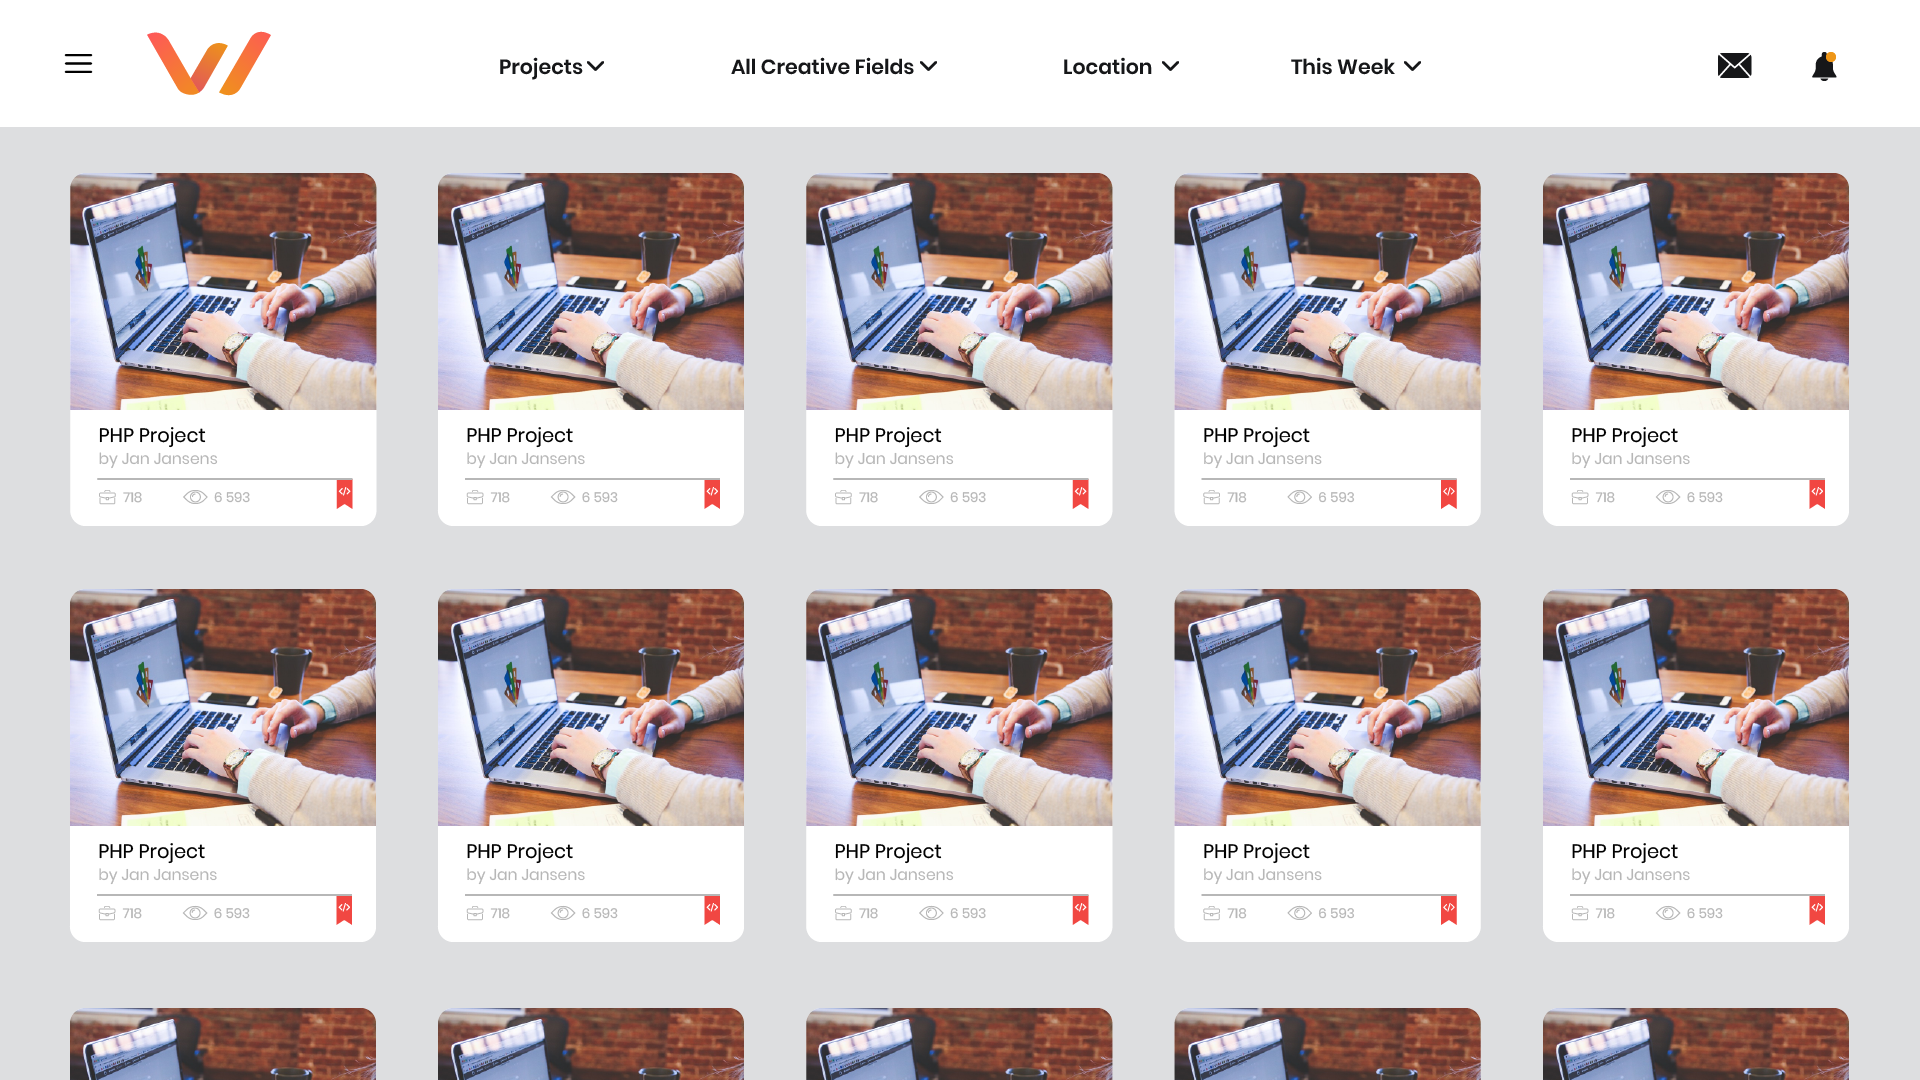 Projects All Creative Fields Location This Week
PHP Project PHP Project PHP Project PHP Project PHP Project
by Jan Jansens by Jan Jansens by Jan Jansens by Jan Jansens by Jan Jansens
718 6 593 718 6 593 718 6 593 718 6 593 718 6 593
PHP Project PHP Project PHP Project PHP Project PHP Project
by Jan Jansens by Jan Jansens by Jan Jansens by Jan Jansens by Jan Jansens
718 6 593 718 6 593 718 6 593 718 6 593 718 6 593